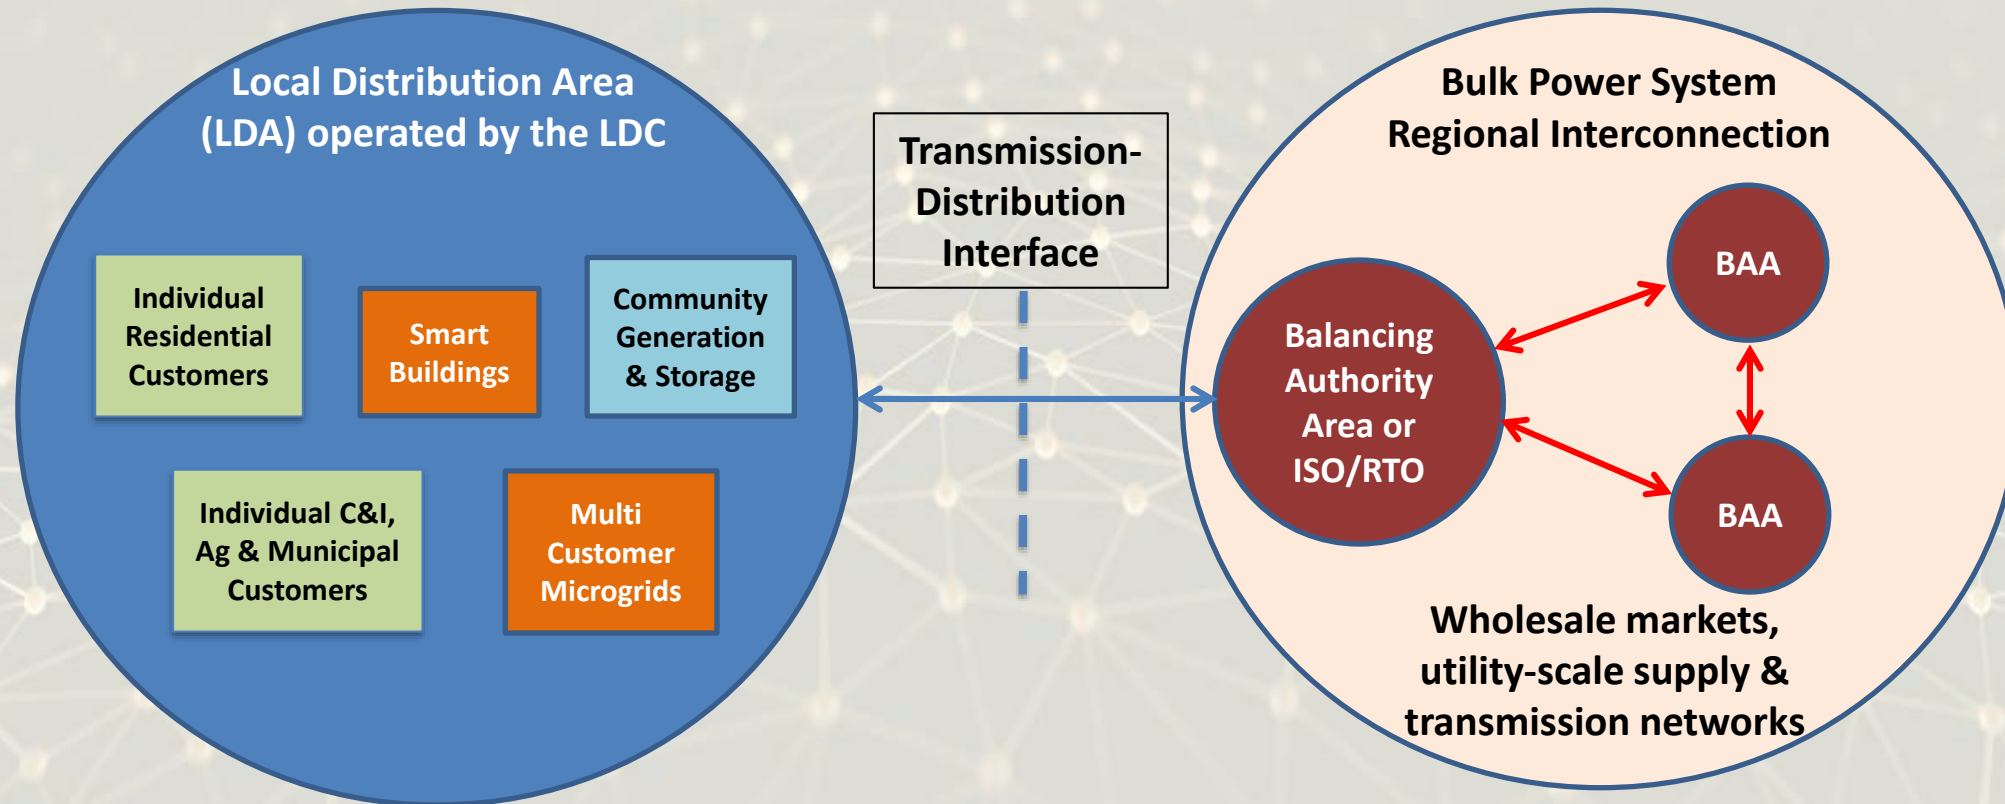 Local Distribution Area
(LDA) operated by the LDC
Individual
Residential
Customers
Smart
Buildings
Community
Generation
& Storage
Individual C&I,
Ag & Municipal
Customers
Multi
Customer
Microgrids
Transmission-
Distribution
Interface
Bulk Power System
Regional Interconnection
Balancing
Authority
Area or
ISO/RTO
BAA
BAA
Wholesale markets,
utility-scale supply &
transmission networks